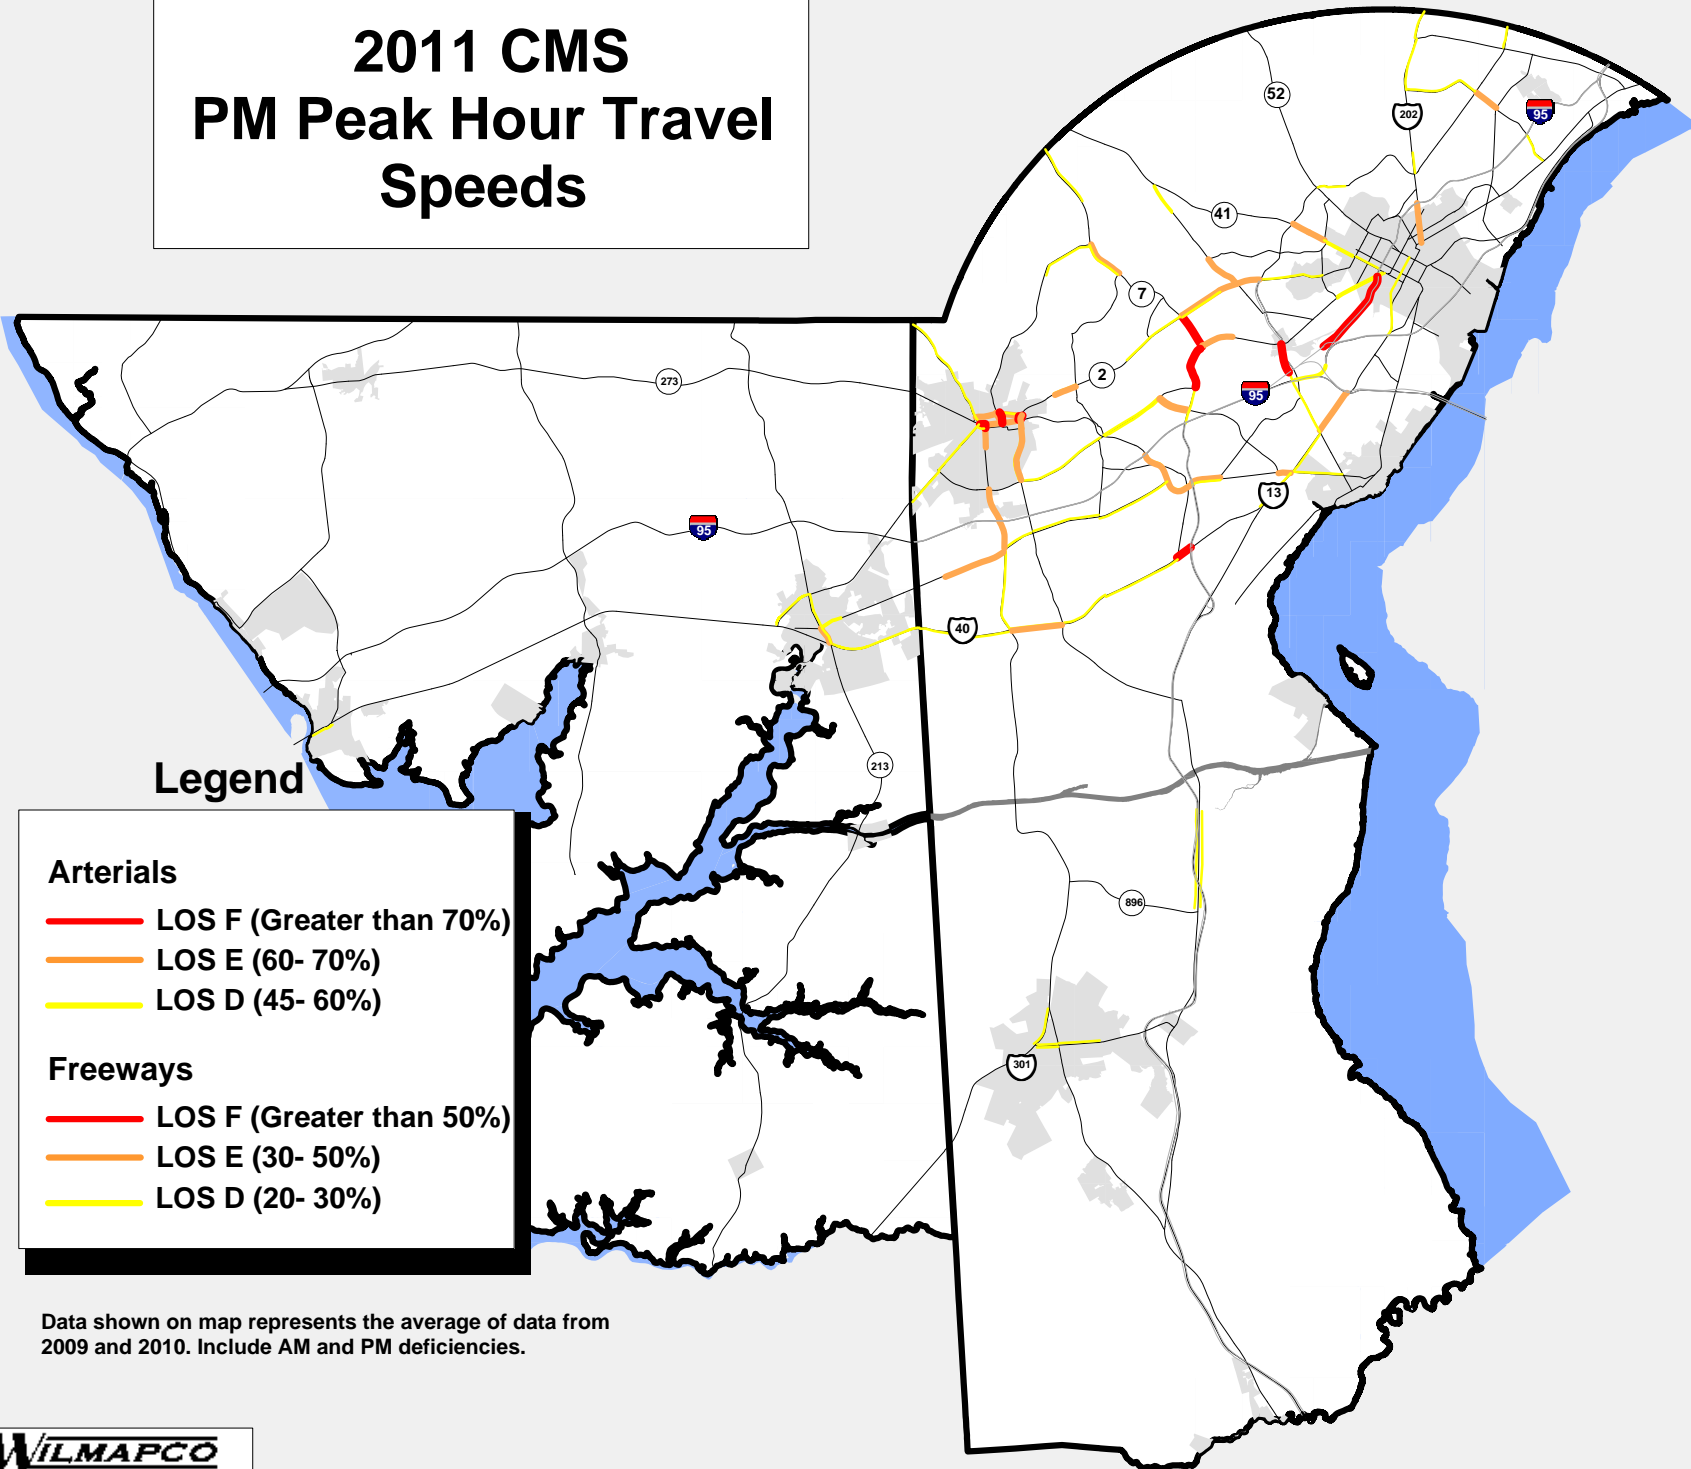 2011 CMS
PM Peak Hour Travel
Speeds
52
202
95
41
7
273
2
95
13
95
40
213
896
301
Legend
Arterials
LOS F (Greater than 70%)
LOS E (60- 70%)
LOS D (45- 60%)
Freeways
LOS F (Greater than 50%)
LOS E (30- 50%)
LOS D (20- 30%)
Data shown on map represents the average of data from
2009 and 2010. Include AM and PM deficiencies.
WILMAPCO